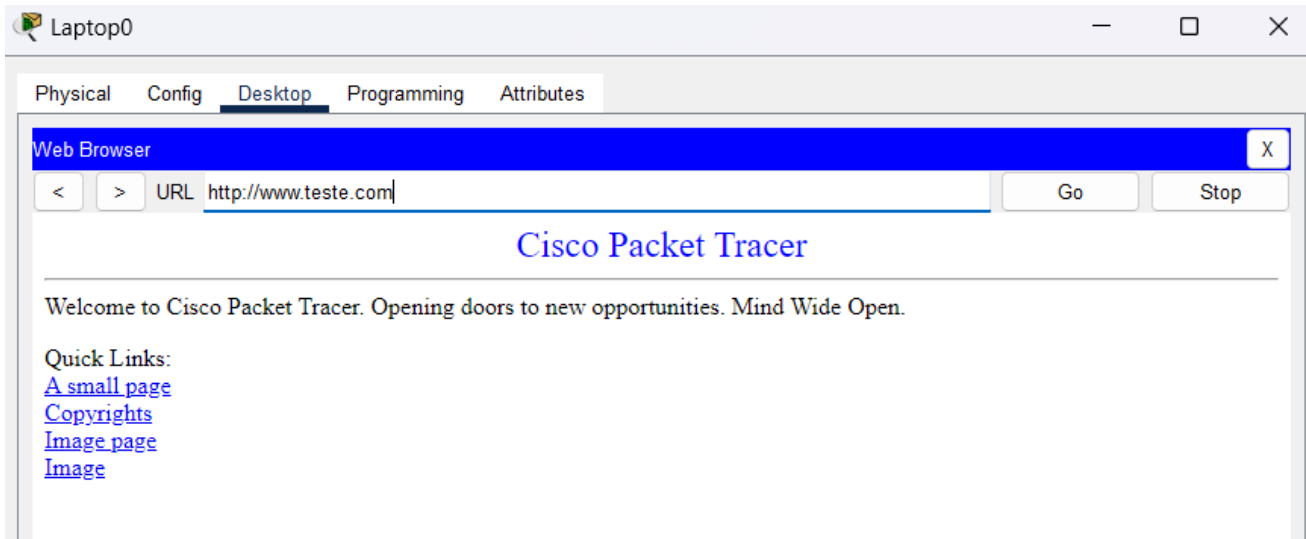 Laptop0
Physical Config Desktop Programming Attributes
Web Browser X
< > URL http://www.teste.com Go Stop
Cisco Packet Tracer
Welcome to Cisco Packet Tracer. Opening doors to new opportunities. Mind Wide Open.
Quick Links:
A small page
Copyrights
Image page
Image